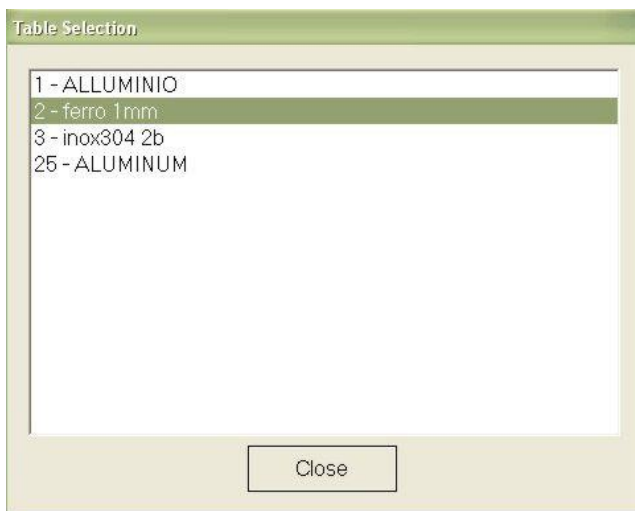 Table Selection
1 - ALLUMINIO
2 - ferro 1mm
3 - inox304 2b
25 - ALUMINUM
Close